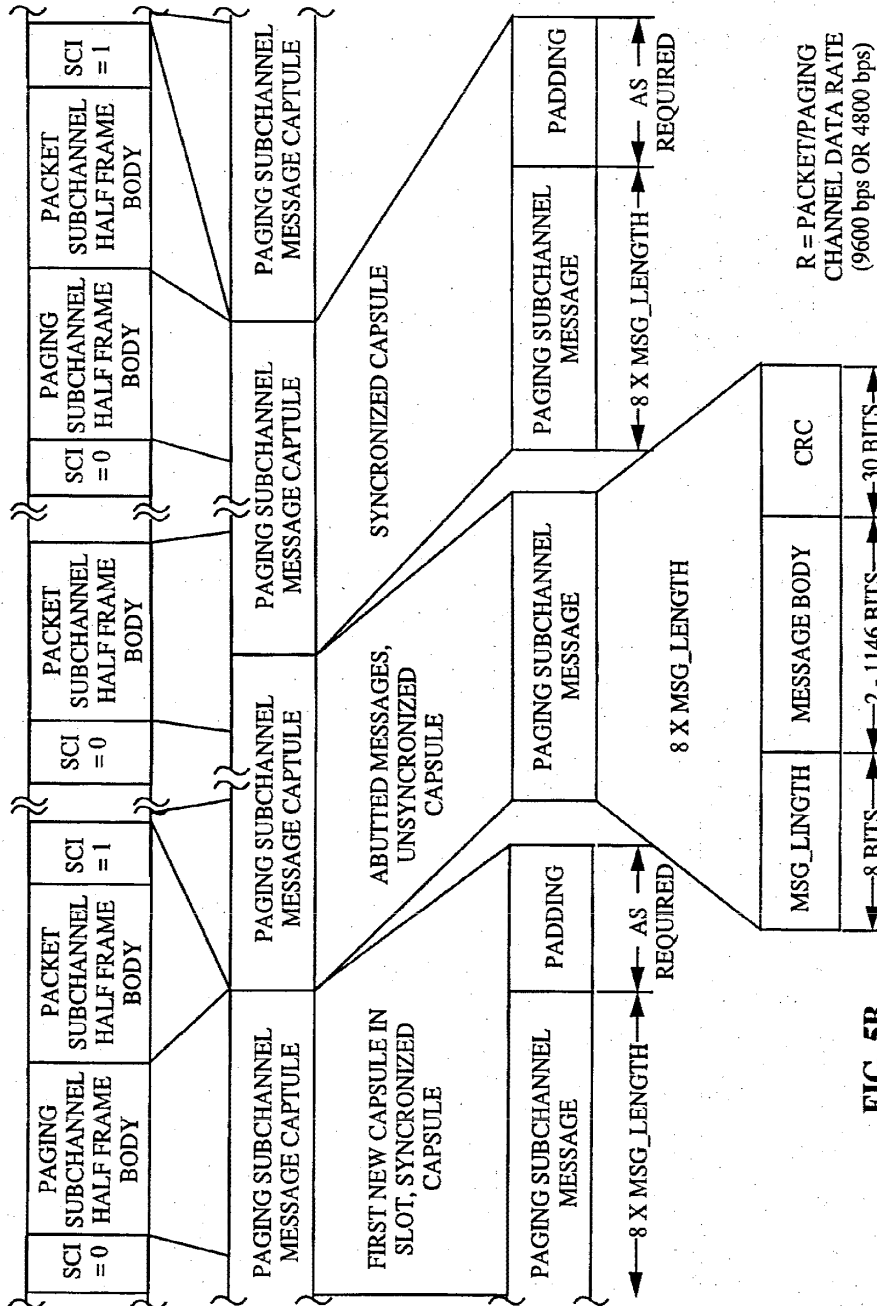 SCI
= 0
PAGING
SUBCHANNEL
HALF FRAME
BODY
PACKET
SUBCHANNEL
HALF FRAME
BODY
SCI
= 1
SCI
= 0
PACKET
SUBCHANNEL
HALF FRAME
BODY
SCI
= 0
PAGING
SUBCHANNEL
HALF FRAME
BODY
PACKET
SUBCHANNEL
HALF FRAME
BODY
SCI
= 1
PAGING SUBCHANNEL
MESSAGE CAPTULE
PAGING SUBCHANNEL
MESSAGE CAPTULE
PAGING SUBCHANNEL
MESSAGE CAPTULE
PAGING SUBCHANNEL
MESSAGE CAPTULE
FIRST NEW CAPSULE IN
SLOT, SYNCRONIZED
CAPSULE
ABUTTED MESSAGES,
UNSYNCRONIZED
CAPSULE
SYNCRONIZED CAPSULE
PAGING SUBCHANNEL
MESSAGE
PADDING
PAGING SUBCHANNEL
MESSAGE
PAGING SUBCHANNEL
MESSAGE
PADDING
8 X MSG_LENGTH
AS
REQUIRED
8 X MSG_LENGTH
AS
REQUIRED
8 X MSG_LENGTH
MSG_LINGTH
MESSAGE BODY
CRC
8 BITS
2 - 1146 BITS
30 BITS
R = PACKET/PAGING
CHANNEL DATA RATE
(9600 bps OR 4800 bps)
FIG. 5B